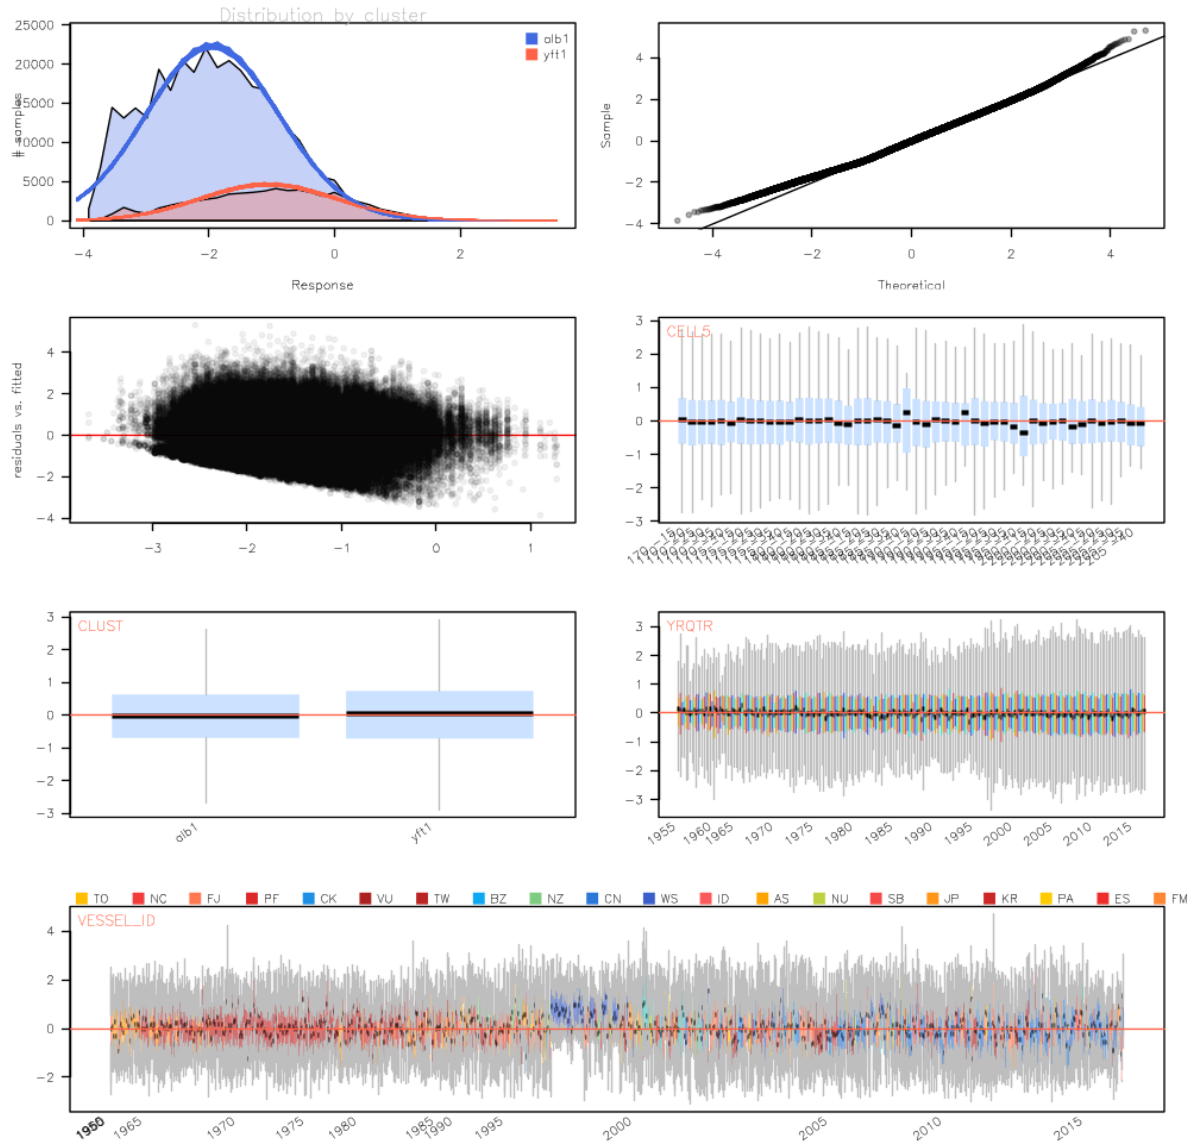 Distribution by cluster
25000
20000
15000
10000
5000
0
# samples
alb1
yft1
−4 −2 0 2
Response
4
2
0
−2
−4
Sample
−4 −2 0 2 4
Theoretical
4
2
0
−2
−4
residuals vs. fitted
−3 −2 −1 0 1
CELL5
3
2
1
0
−1
−2
−3
CLUST
3
2
1
0
−1
−2
−3
alb1 yft1
YRQTR
3
2
1
0
−1
−2
−3
1955 1960 1965 1970 1975 1980 1985 1990 1995 2000 2005 2010 2015
TO NC FJ PF CK VU TW BZ NZ CN WS ID AS NU SB JP KR PA ES FM
VESSEL_ID
4
2
0
−2
1965 1970 1975 1980 1985 1990 1995 2000 2005 2010 2015